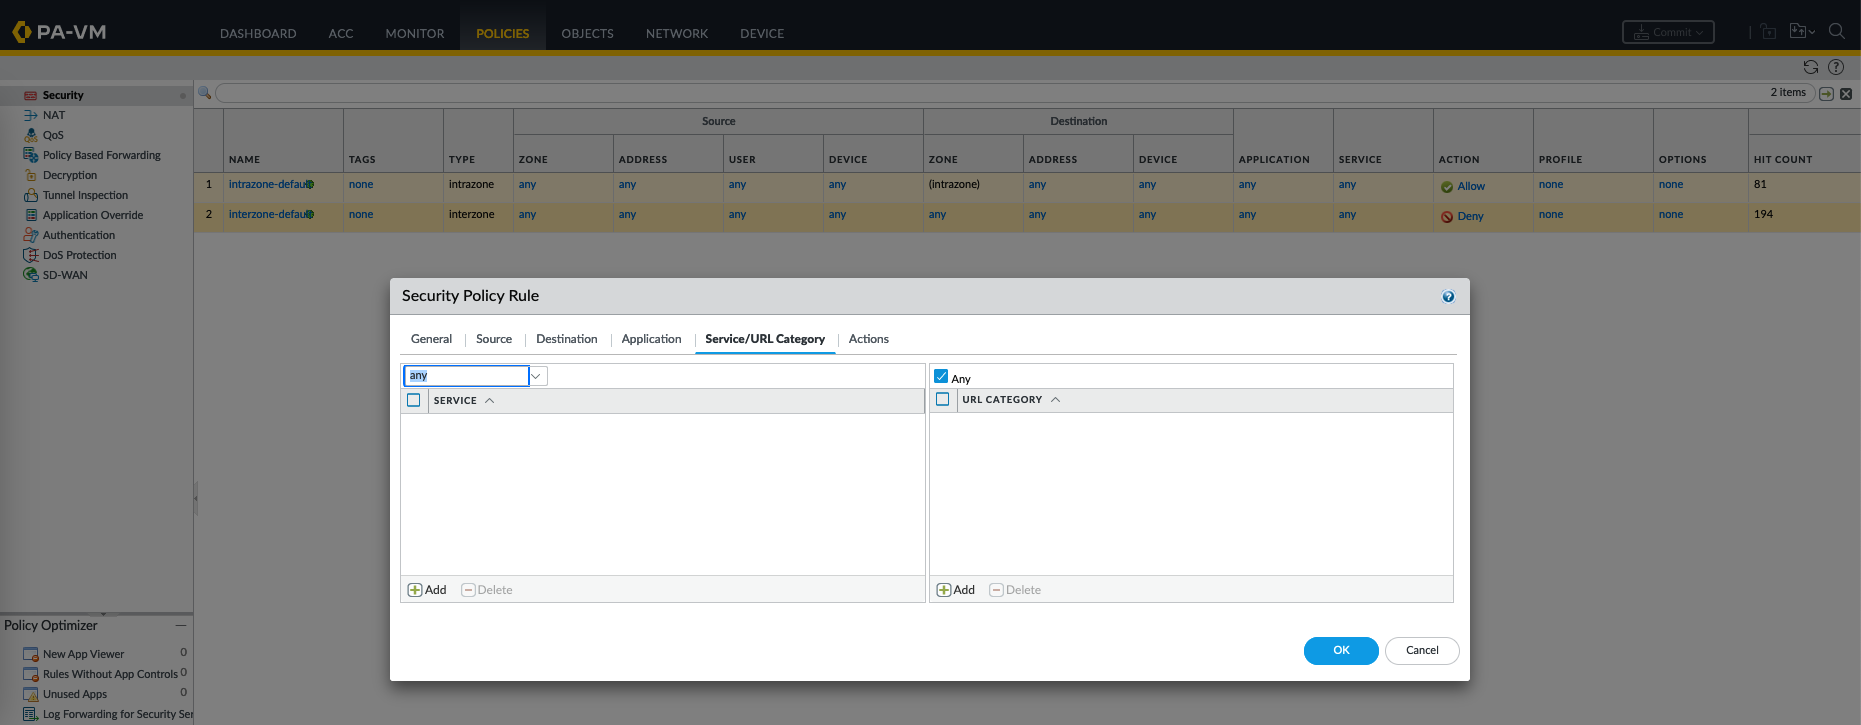 PA-VM
DASHBOARD ACC MONITOR POLICIES OBJECTS NETWORK DEVICE
Commit
Security
NAT
QoS
Policy Based Forwarding
Decryption
Tunnel Inspection
Application Override
Authentication
DoS Protection
SD-WAN
2 items
Source Destination
NAME TAGS TYPE ZONE ADDRESS USER DEVICE ZONE ADDRESS DEVICE APPLICATION SERVICE ACTION PROFILE OPTIONS HIT COUNT
1 intrazone-default none intrazone any any any any (intrazone) any any any any Allow none none 81
2 interzone-default none interzone any any any any any any any any any Deny none none 194
Security Policy Rule
General Source Destination Application Service/URL Category Actions
any
Any
SERVICE
URL CATEGORY
Add Delete
Add Delete
OK Cancel
Policy Optimizer
New App Viewer 0
Rules Without App Controls 0
Unused Apps 0
Log Forwarding for Security Ser